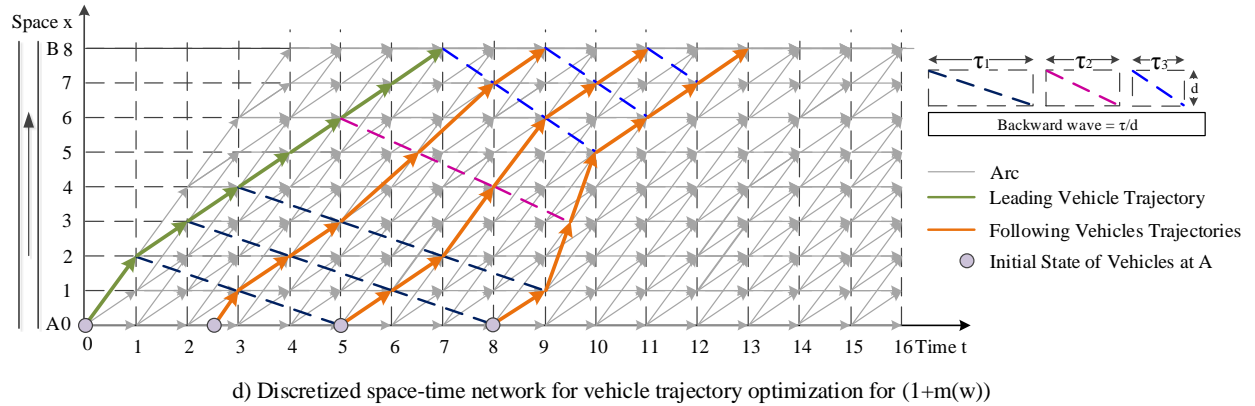 Space x
B 8
7
6
5
4
3
2
1
A0
0 1 2 3 4 5 6 7 8 9 10 11 12 13 14 15 16 Time t
τ1 τ2 τ3
d
Backward wave = τ/d
Arc
Leading Vehicle Trajectory
Following Vehicles Trajectories
Initial State of Vehicles at A
d) Discretized space-time network for vehicle trajectory optimization for (1+m(w))